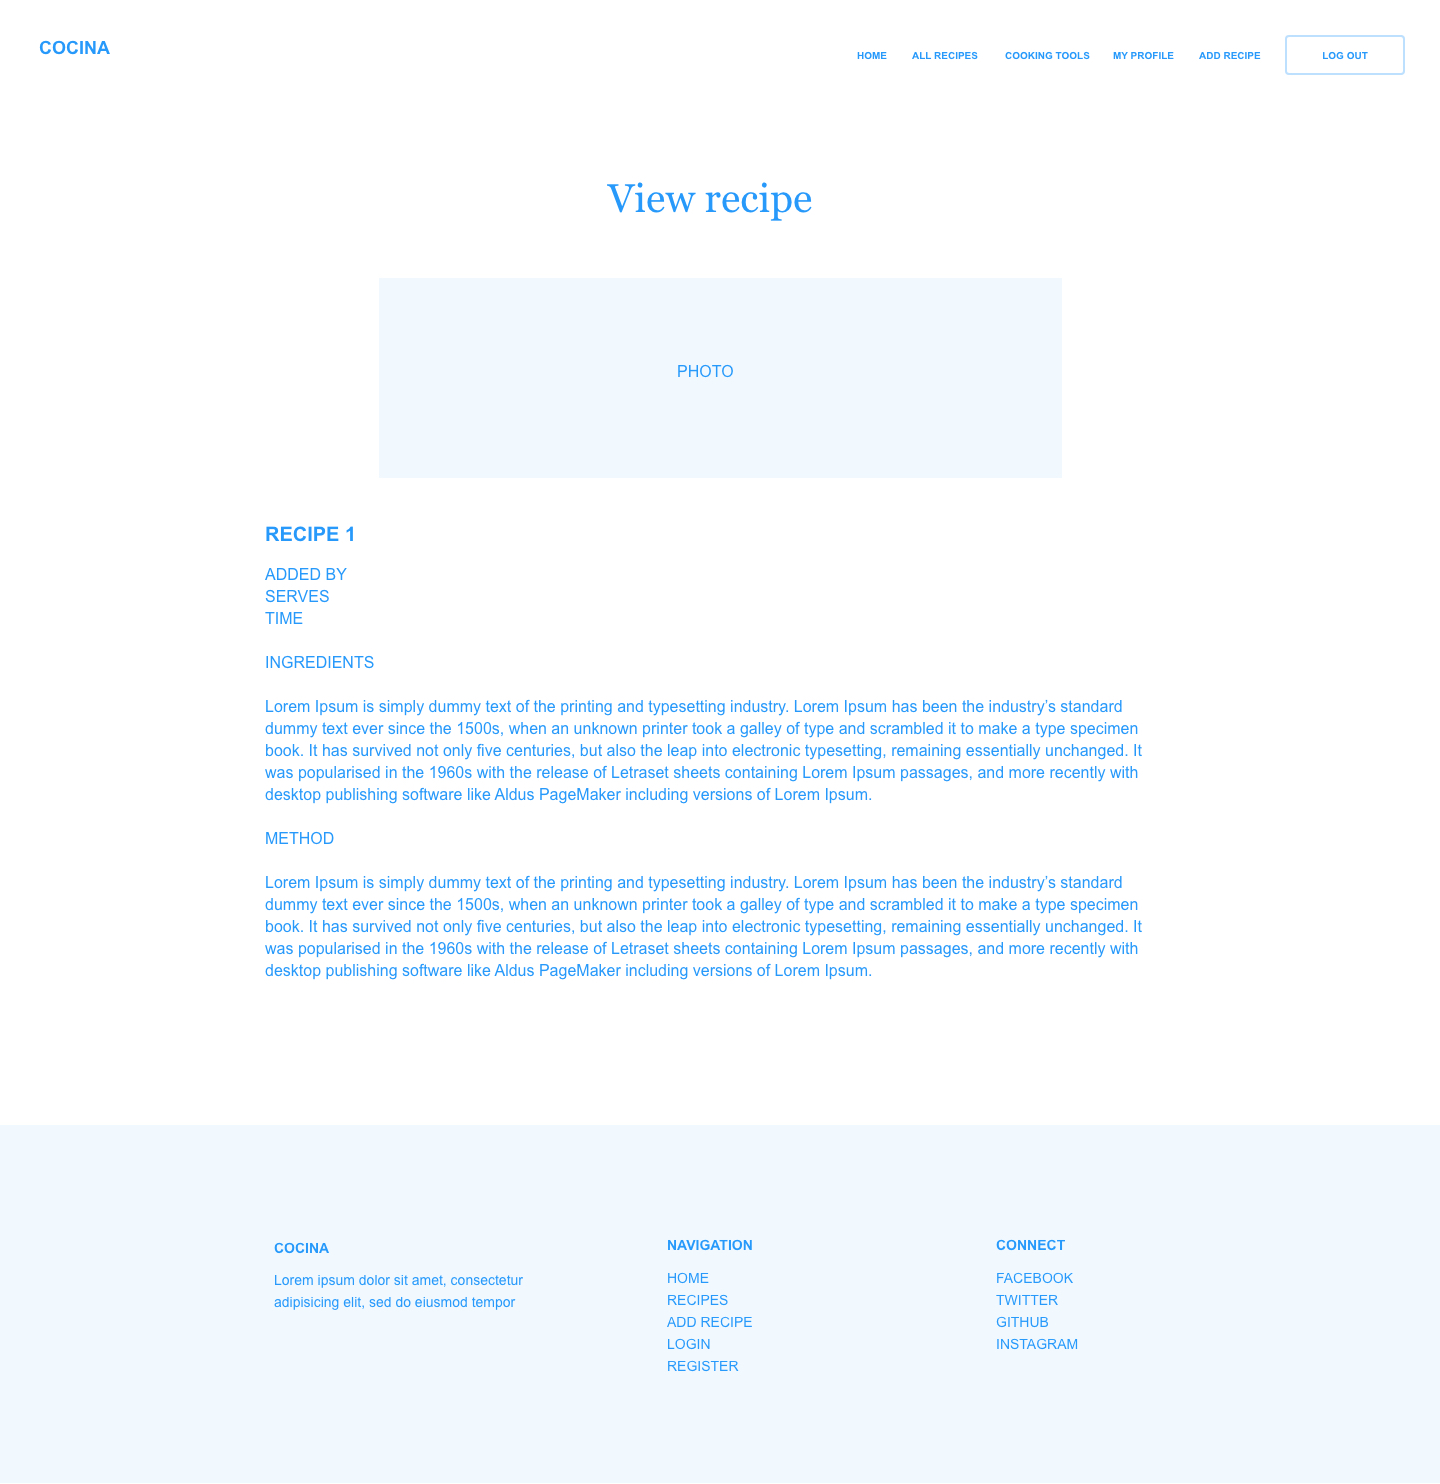 COCINA
HOME
ALL RECIPES
COOKING TOOLS
MY PROFILE
ADD RECIPE
LOG OUT
View recipe
PHOTO
RECIPE 1
ADDED BY
SERVES
TIME
INGREDIENTS
Lorem Ipsum is simply dummy text of the printing and typesetting industry. Lorem Ipsum has been the industry’s standard
dummy text ever since the 1500s, when an unknown printer took a galley of type and scrambled it to make a type specimen
book. It has survived not only five centuries, but also the leap into electronic typesetting, remaining essentially unchanged. It
was popularised in the 1960s with the release of Letraset sheets containing Lorem Ipsum passages, and more recently with
desktop publishing software like Aldus PageMaker including versions of Lorem Ipsum.
METHOD
Lorem Ipsum is simply dummy text of the printing and typesetting industry. Lorem Ipsum has been the industry’s standard
dummy text ever since the 1500s, when an unknown printer took a galley of type and scrambled it to make a type specimen
book. It has survived not only five centuries, but also the leap into electronic typesetting, remaining essentially unchanged. It
was popularised in the 1960s with the release of Letraset sheets containing Lorem Ipsum passages, and more recently with
desktop publishing software like Aldus PageMaker including versions of Lorem Ipsum.
COCINA
Lorem ipsum dolor sit amet, consectetur
adipisicing elit, sed do eiusmod tempor
NAVIGATION
HOME
RECIPES
ADD RECIPE
LOGIN
REGISTER
CONNECT
FACEBOOK
TWITTER
GITHUB
INSTAGRAM